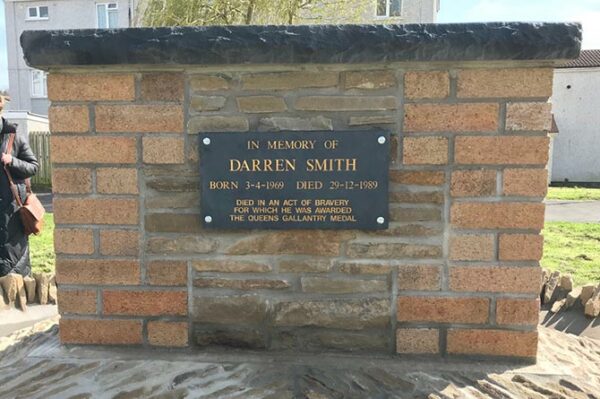 IN MEMORY OF
DARREN SMITH
BORN 3-4-1969 DIED 29-12-1989
DIED IN AN ACT OF BRAVERY
FOR WHICH HE WAS AWARDED
THE QUEENS GALLANTRY MEDAL